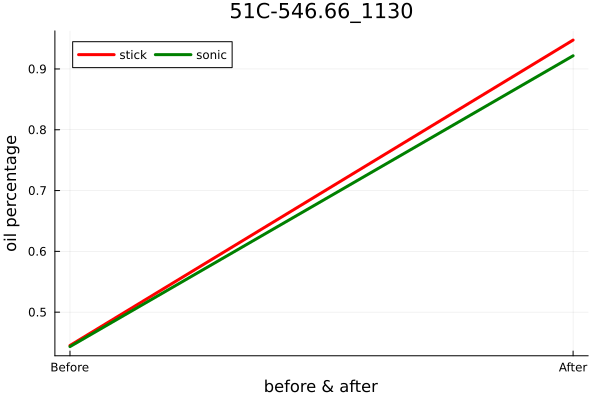 51C-546.66_1130
stick sonic
oil percentage
0.9
0.8
0.7
0.6
0.5
Before After
before & after